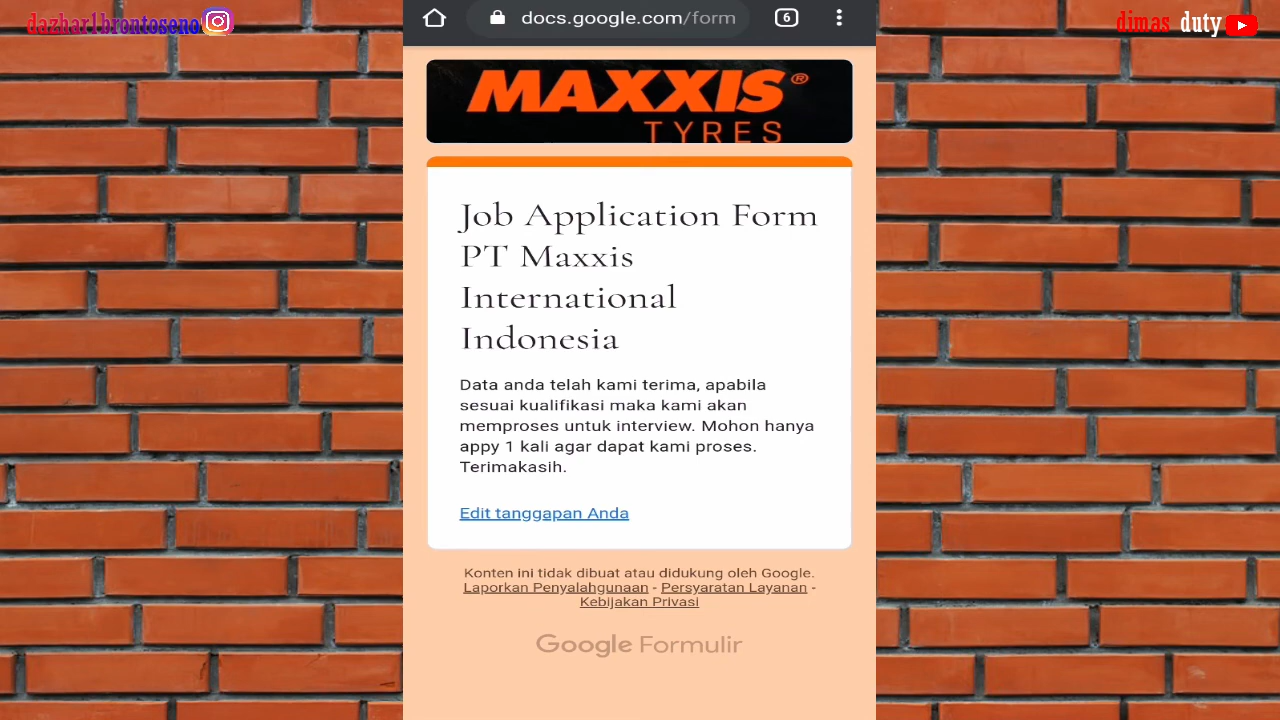 dazhar1brontoseno
dimas duty
docs.google.com/form
6
MAXXIS®
TYRES
Job Application Form
PT Maxxis
International
Indonesia
Data anda telah kami terima, apabila
sesuai kualifikasi maka kami akan
memproses untuk interview. Mohon hanya
appy 1 kali agar dapat kami proses.
Terimakasih.
Edit tanggapan Anda
Konten ini tidak dibuat atau didukung oleh Google.
Laporkan Penyalahgunaan - Persyaratan Layanan -
Kebijakan Privasi
Google Formulir